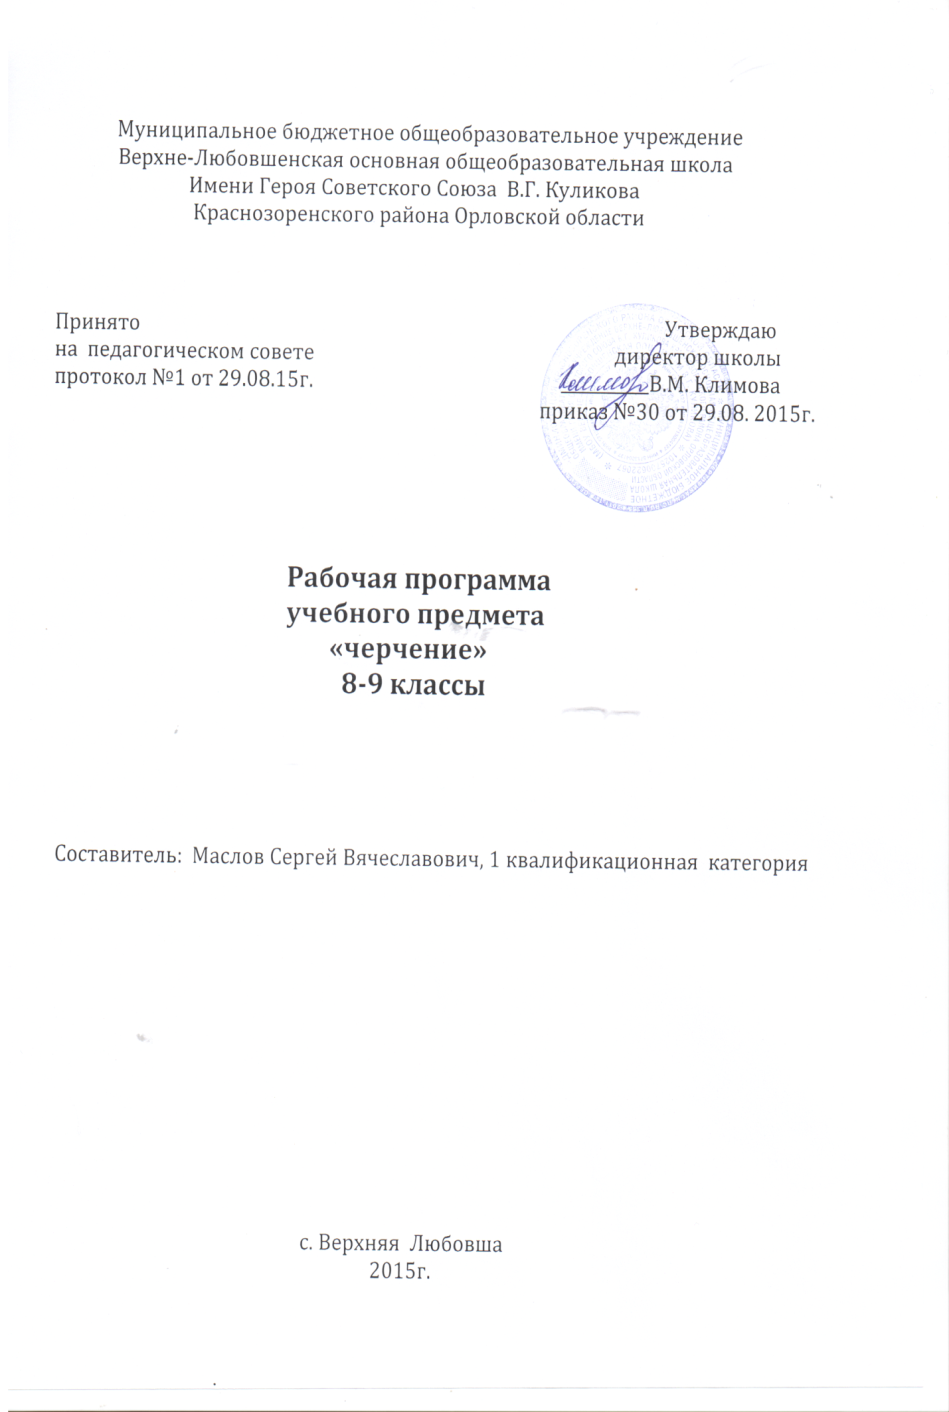 Муниципальное бюджетное общеобразовательное учреждение
Верхне-Любовшенская основная общеобразовательная школа
Имени Героя Советского Союза В.Г. Куликова
Краснозоренского района Орловской области
Принято
на педагогическом совете
протокол №1 от 29.08.15г.
Утверждаю
директор школы
В.М. Климова
приказ №30 от 29.08. 2015г.
Рабочая программа
учебного предмета
«черчение»
8-9 классы
Составитель: Маслов Сергей Вячеславович, 1 квалификационная категория
с. Верхняя Любовша
2015г.